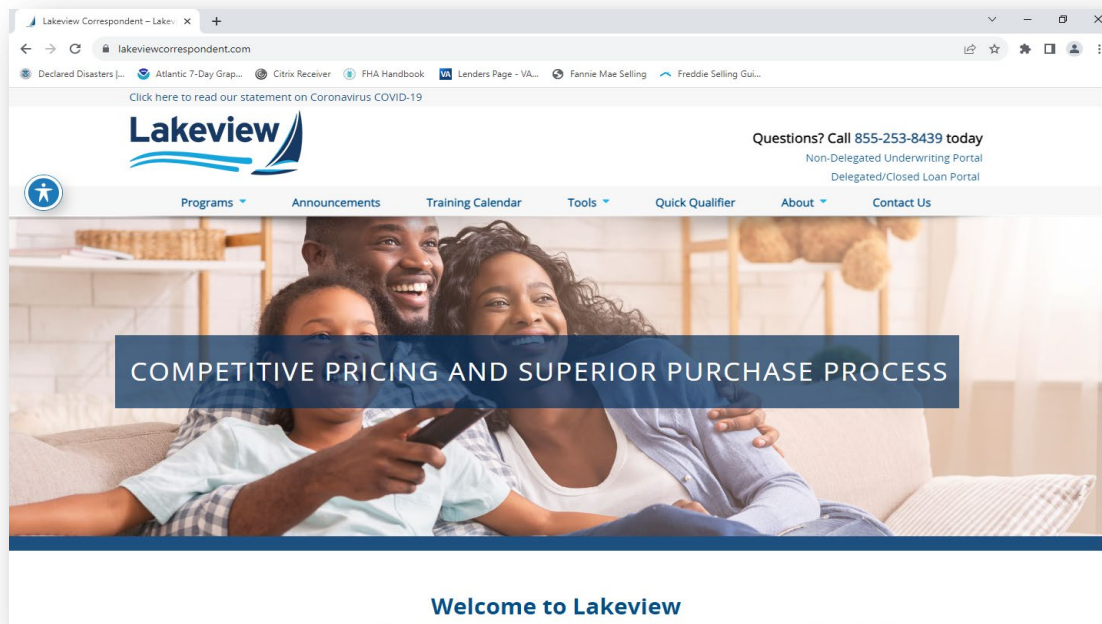 Lakeview Correspondent – Lakev
lakeviewcorrespondent.com
Declared Disasters |... Atlantic 7-Day Grap... Citrix Receiver FHA Handbook VA Lenders Page - VA... Fannie Mae Selling Freddie Selling Gui...
Click here to read our statement on Coronavirus COVID-19
Lakeview
Questions? Call 855-253-8439 today
Non-Delegated Underwriting Portal
Delegated/Closed Loan Portal
Programs Announcements Training Calendar Tools Quick Qualifier About Contact Us
COMPETITIVE PRICING AND SUPERIOR PURCHASE PROCESS
Welcome to Lakeview